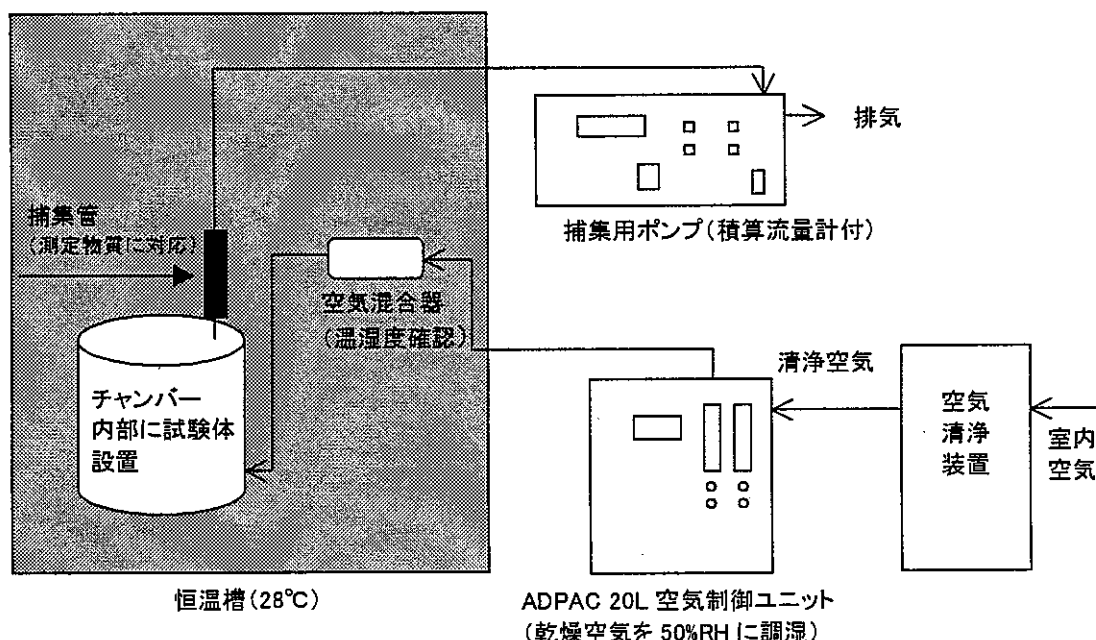 排気
捕集用ポンプ(積算流量計付)
捕集管
(測定物質に対応)
空気混合器
(温湿度確認)
チャンバー
内部に試験体
設置
清浄空気
空気
清浄
装置
室内
空気
恒温槽(28℃)
ADPAC 20L 空気制御ユニット
(乾燥空気を 50%RH に調湿)